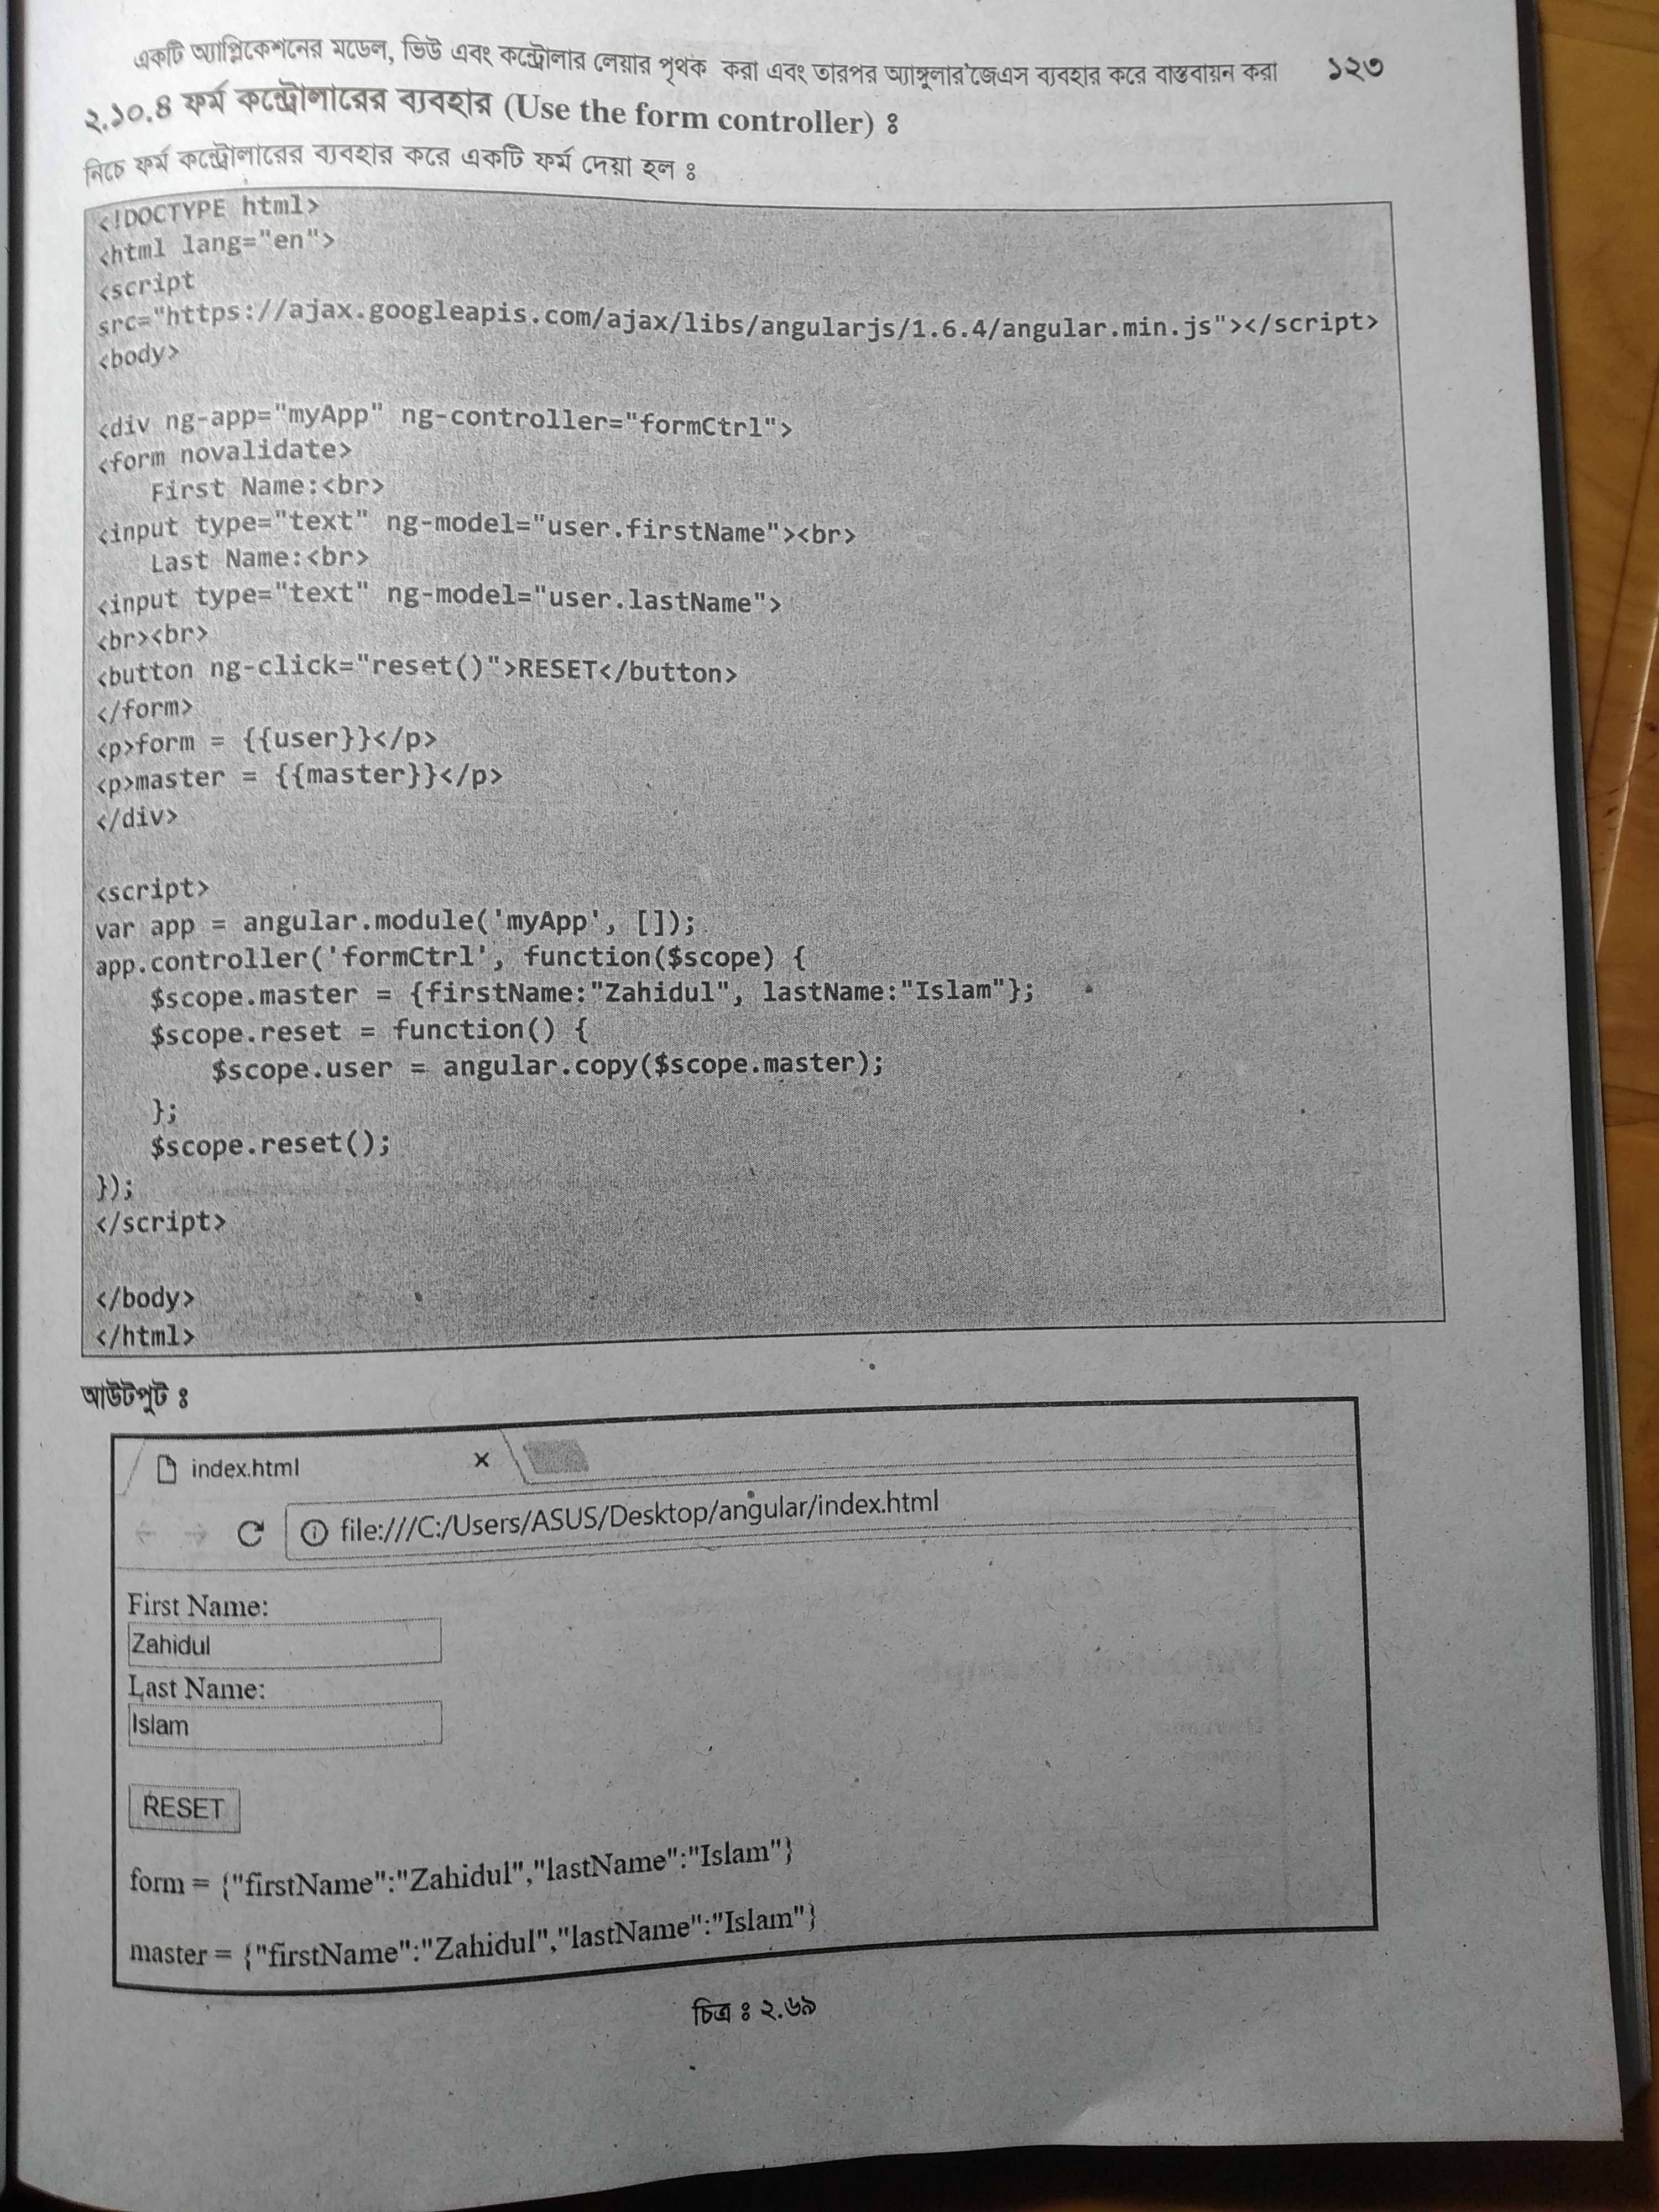 একটি অ্যাপ্লিকেশনের মডেল, ভিউ এবং কন্ট্রোলার লেয়ার পৃথক করা এবং তারপর অ্যাঙ্গুলার জেএস ব্যবহার করে বাস্তবায়ন করা ১২৩
২.১০.৪ ফর্ম কন্ট্রোলারের ব্যবহার (Use the form controller) ঃ
নিচে ফর্ম কন্ট্রোলারের ব্যবহার করে একটি ফর্ম দেয়া হল ঃ
<!DOCTYPE html>
<html lang="en">
<script
src="https://ajax.googleapis.com/ajax/libs/angularjs/1.6.4/angular.min.js"></script>
<body>
<div ng-app="myApp" ng-controller="formCtrl">
<form novalidate>
First Name:<br>
<input type="text" ng-model="user.firstName"><br>
Last Name:<br>
<input type="text" ng-model="user.lastName">
<br><br>
<button ng-click="reset()">RESET</button>
</form>
<p>form = {{user}}</p>
<p>master = {{master}}</p>
</div>
<script>
var app = angular.module('myApp', []);
app.controller('formCtrl', function($scope) {
$scope.master = {firstName:"Zahidul", lastName:"Islam"};
$scope.reset = function() {
$scope.user = angular.copy($scope.master);
};
$scope.reset();
});
</script>
</body>
</html>
আউটপুট ঃ
index.html
file:///C:/Users/ASUS/Desktop/angular/index.html
First Name:
Zahidul
Last Name:
Islam
RESET
form = {"firstName":"Zahidul","lastName":"Islam"}
master = {"firstName":"Zahidul","lastName":"Islam"}
চিত্র ঃ ২.৬৯